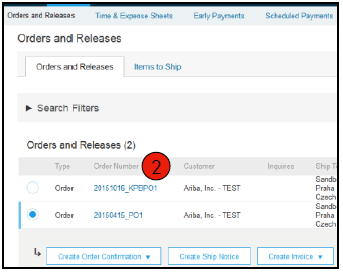 Orders and Releases Time & Expense Sheets Early Payments Scheduled Payments
Orders and Releases
Orders and Releases Items to Ship
► Search Filters
Orders and Releases (2)
Type Order Number 2 Customer Inquires Ship T
Order 20151016_KPBPO1 Ariba, Inc. - TEST Sandb
Praha
Czech
Order 20150415_PO1 Ariba, Inc. - TEST Sandb
Praha
Czech
Create Order Confirmation ▼ Create Ship Notice Create Invoice ▼